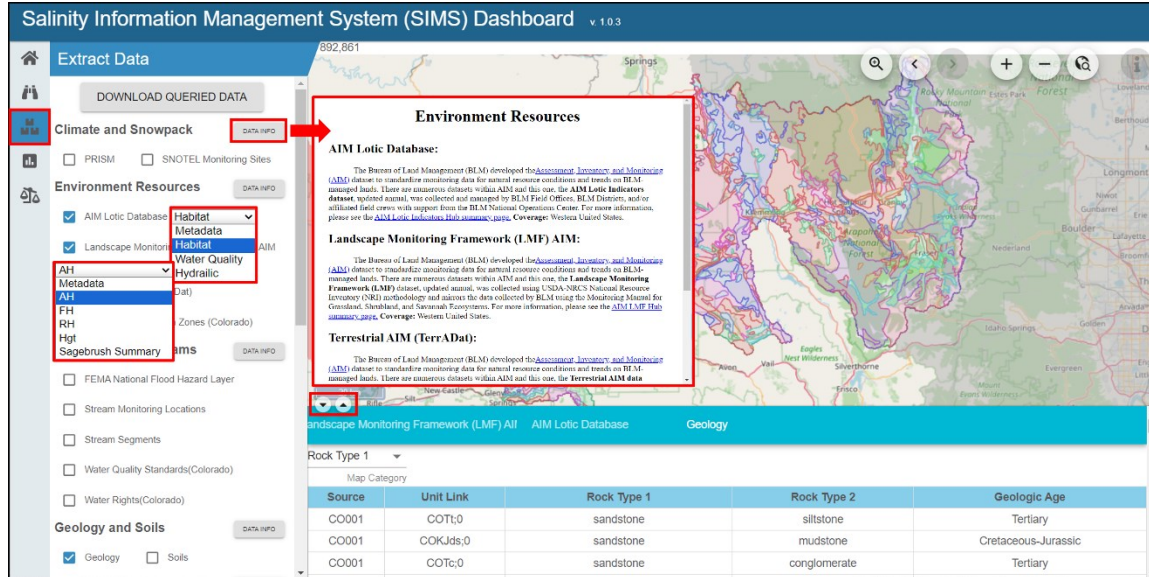 Salinity Information Management System (SIMS) Dashboard v. 1.0.3
Extract Data
DOWNLOAD QUERIED DATA
Climate and Snowpack DATA INFO
PRISM SNOTEL Monitoring Sites
Environment Resources DATA INFO
AIM Lotic Database Habitat
Metadata
Habitat
Water Quality
Hydrailic
Landscape Monitorin AIM
AH
Metadata
AH
FH
RH
Hgt
Sagebrush Summary
Dat)
Zones (Colorado)
ams DATA INFO
FEMA National Flood Hazard Layer
Stream Monitoring Locations
Stream Segments
Water Quality Standards(Colorado)
Water Rights(Colorado)
Geology and Soils DATA INFO
Geology Soils
892,861
Springs
Environment Resources
AIM Lotic Database:
The Bureau of Land Management (BLM) developed theAssessment, Inventory, and Monitoring
(AIM) dataset to standardize monitoring data for natural resource conditions and trends on BLM-
managed lands. There are numerous datasets within AIM and this one, the AIM Lotic Indicators
dataset, updated annual, was collected and managed by BLM Field Offices, BLM Districts, and/or
affiliated field crews with support from the BLM National Operations Center. For more information,
please see the AIM Lotic Indicators Hub summary page. Coverage: Western United States.
Landscape Monitoring Framework (LMF) AIM:
The Bureau of Land Management (BLM) developed theAssessment, Inventory, and Monitoring
(AIM) dataset to standardize monitoring data for natural resource conditions and trends on BLM-
managed lands. There are numerous datasets within AIM and this one, the Landscape Monitoring
Framework (LMF) dataset, updated annual, was collected using USDA-NRCS National Resource
Inventory (NRI) methodology and mirrors the data collected by BLM using the Monitoring Manual for
Grassland, Shrubland, and Savannah Ecosystems. For more information, please see the AIM LMF Hub
summary page. Coverage: Western United States.
Terrestrial AIM (TerrADat):
The Bureau of Land Management (BLM) developed theAssessment, Inventory, and Monitoring
(AIM) dataset to standardize monitoring data for natural resource conditions and trends on BLM-
managed lands. There are numerous datasets within AIM and this one, the Terrestrial AIM data
Rocky Mountain
National
Estes Park
Forest
Loveland
Berthoud
Longmont
Niwot
Gunbarrel
Erie
Boulder
Lafayette
Nederland
Arapaho
National
Forest
Arvada
Golden
Idaho Springs
Evergreen
Eagles
Nest Wilderness
Avon
Vail
Silverthorne
Frisco
Mount
Evans Wilderness
New Castle
Silt
Rifle
Springs
andscape Monitoring Framework (LMF) AI AIM Lotic Database Geology
Rock Type 1
Map Category
Source Unit Link Rock Type 1 Rock Type 2 Geologic Age
CO001 COTt;0 sandstone siltstone Tertiary
CO001 COKJds;0 sandstone mudstone Cretaceous-Jurassic
CO001 COTc;0 sandstone conglomerate Tertiary